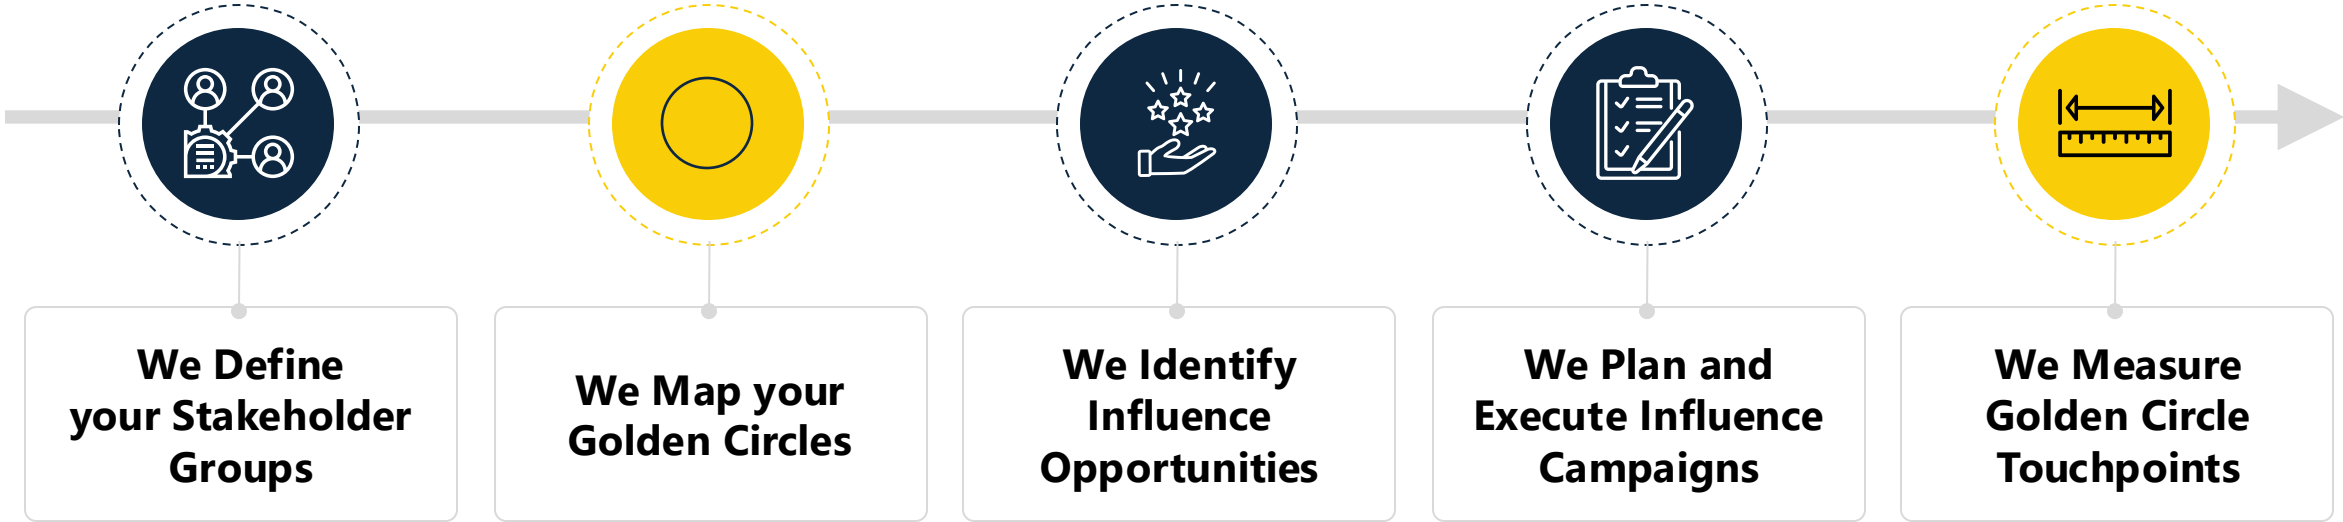 We Define
your Stakeholder
Groups
We Map your
Golden Circles
We Identify
Influence
Opportunities
We Plan and
Execute Influence
Campaigns
We Measure
Golden Circle
Touchpoints